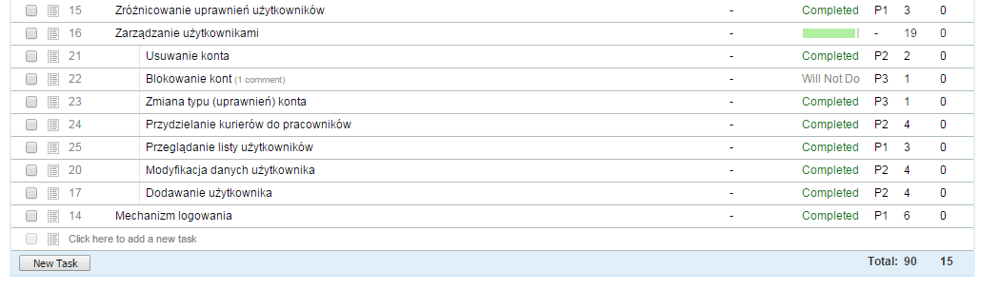 15 Zróżnicowanie uprawnień użytkowników - Completed P1 3 0
16 Zarządzanie użytkownikami - - 19 0
21 Usuwanie konta - Completed P2 2 0
22 Blokowanie kont (1 comment) - Will Not Do P3 1 0
23 Zmiana typu (uprawnień) konta - Completed P3 1 0
24 Przydzielanie kurierów do pracowników - Completed P2 4 0
25 Przeglądanie listy użytkowników - Completed P1 3 0
20 Modyfikacja danych użytkownika - Completed P2 4 0
17 Dodawanie użytkownika - Completed P2 4 0
14 Mechanizm logowania - Completed P1 6 0
Click here to add a new task
New Task Total: 90 15